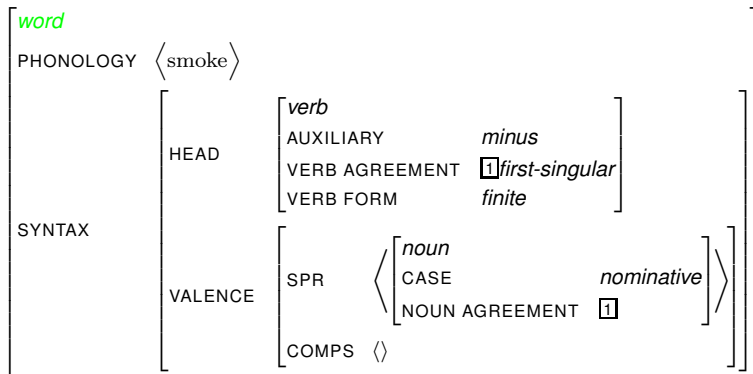 word
PHONOLOGY ⟨smoke⟩
verb
AUXILIARY minus
HEAD
VERB AGREEMENT 1 first-singular
VERB FORM finite
SYNTAX
noun
SPR ⟨ CASE nominative ⟩
VALENCE
NOUN AGREEMENT 1
COMPS ⟨⟩